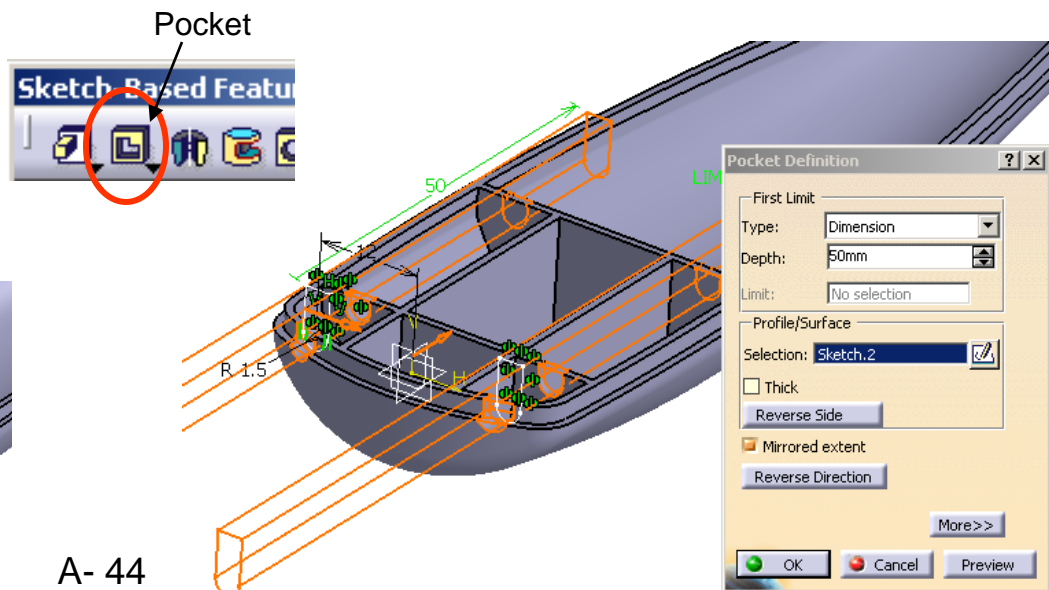 Pocket
Sketch-Based Featu
50
12
R 1.5
V
H
LIM
Pocket Definition
First Limit
Type: Dimension
Depth: 50mm
Limit: No selection
Profile/Surface
Selection: Sketch.2
Thick
Reverse Side
Mirrored extent
Reverse Direction
More>>
OK Cancel Preview
A- 44